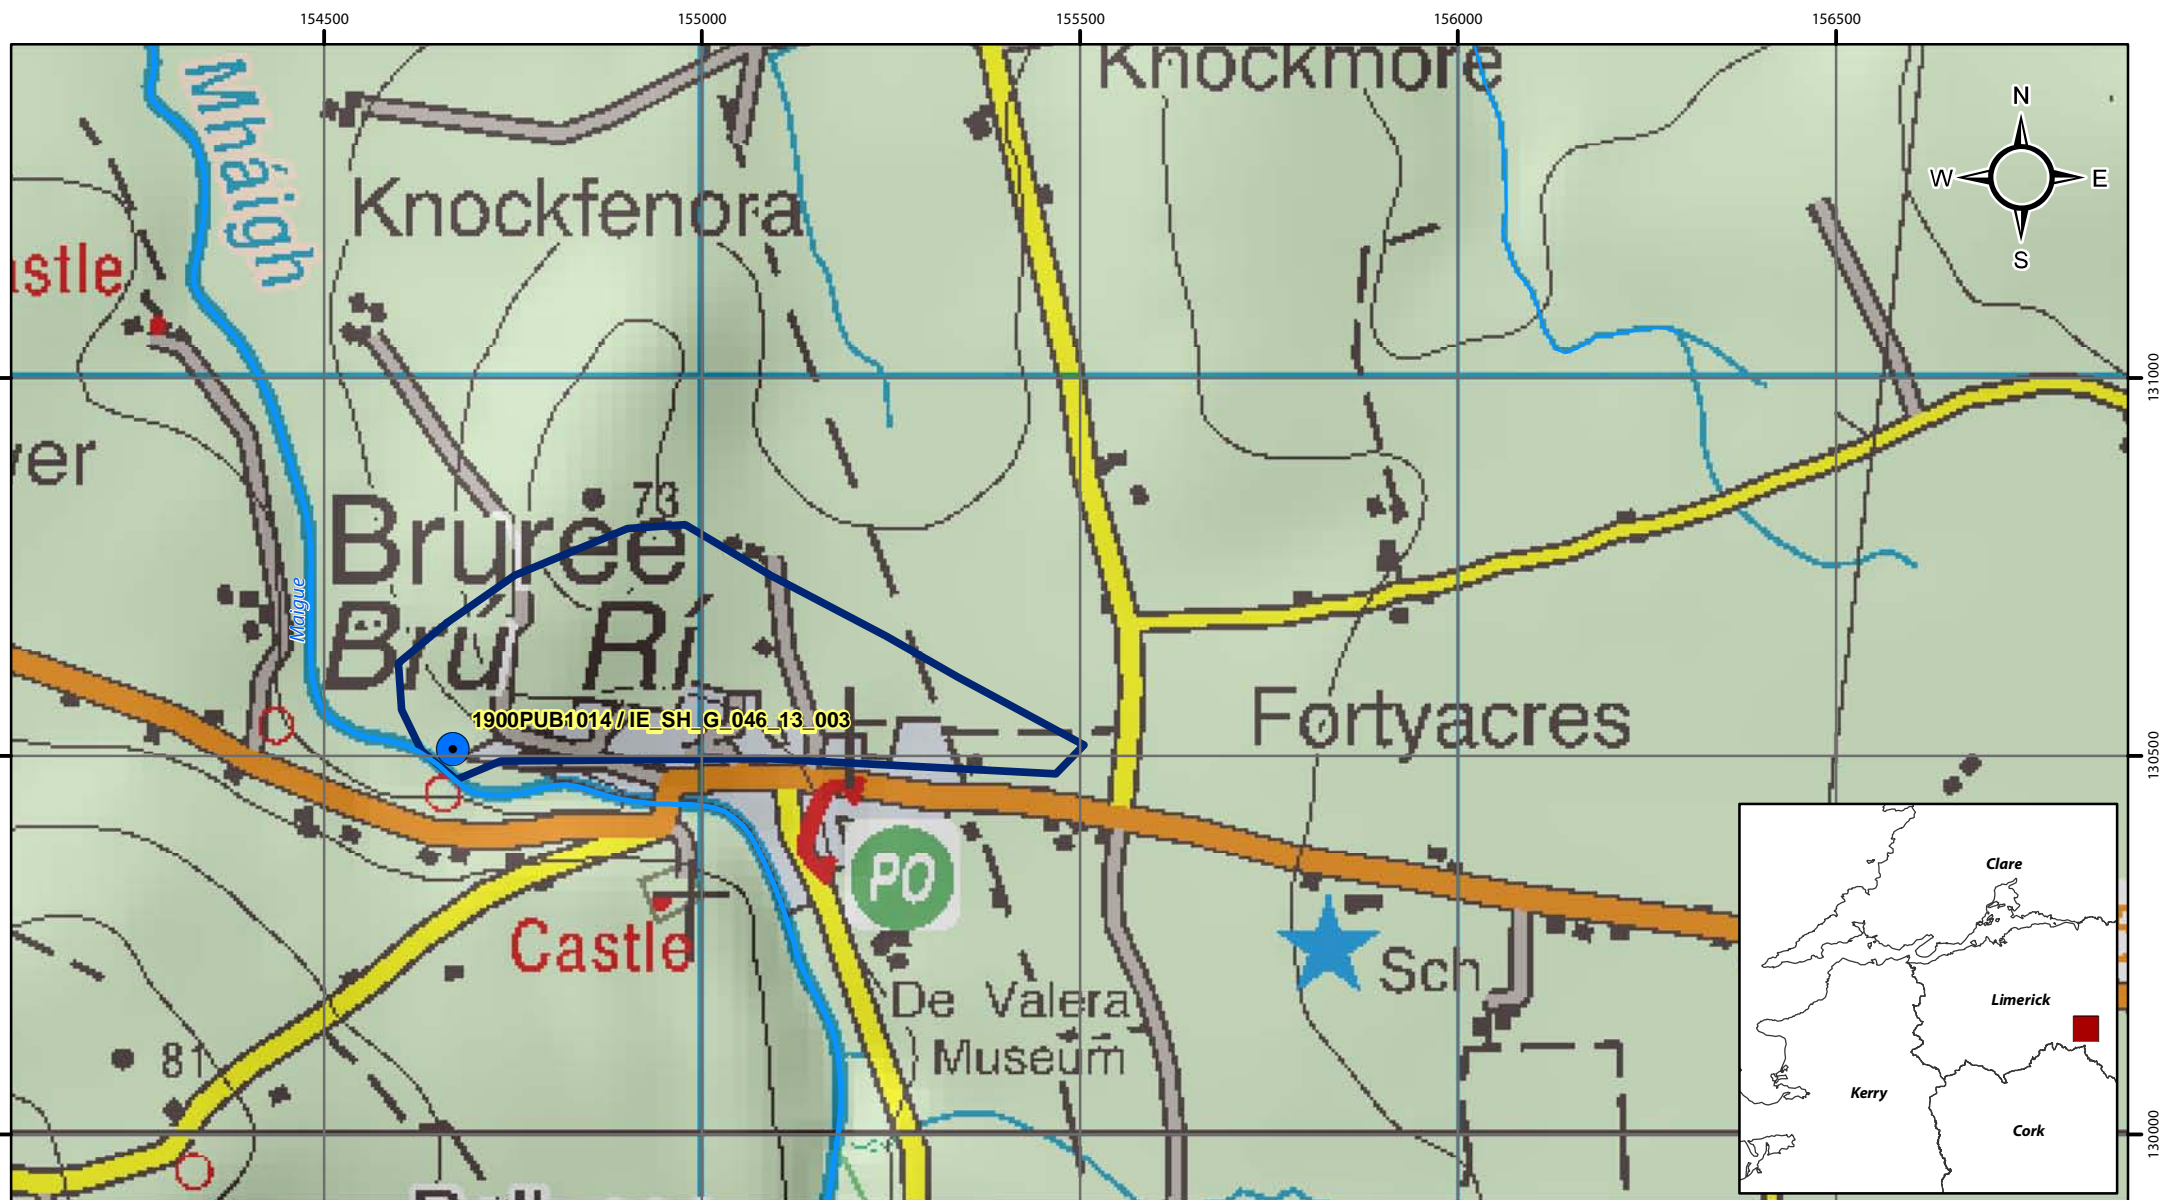 154500
155000
155500
156000
156500
Knockmore
Mháigh
N
W
E
S
Knockfenora
astle
131000
ver
73
Bruree
Brú Rí
Maigue
1900PUB1014 / IE_SH_G_046_13_003
Fortyacres
130500
PO
Castle
Sch
De Valera
Museum
81
130000
Clare
Limerick
Kerry
Cork